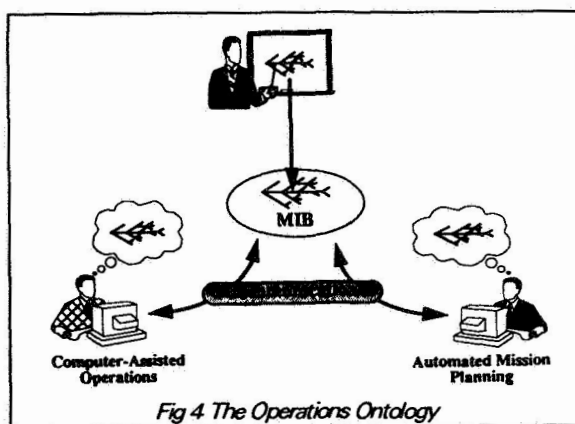 MIB
Computer-Assisted
Operations
Automated Mission
Planning
Fig 4 The Operations Ontology